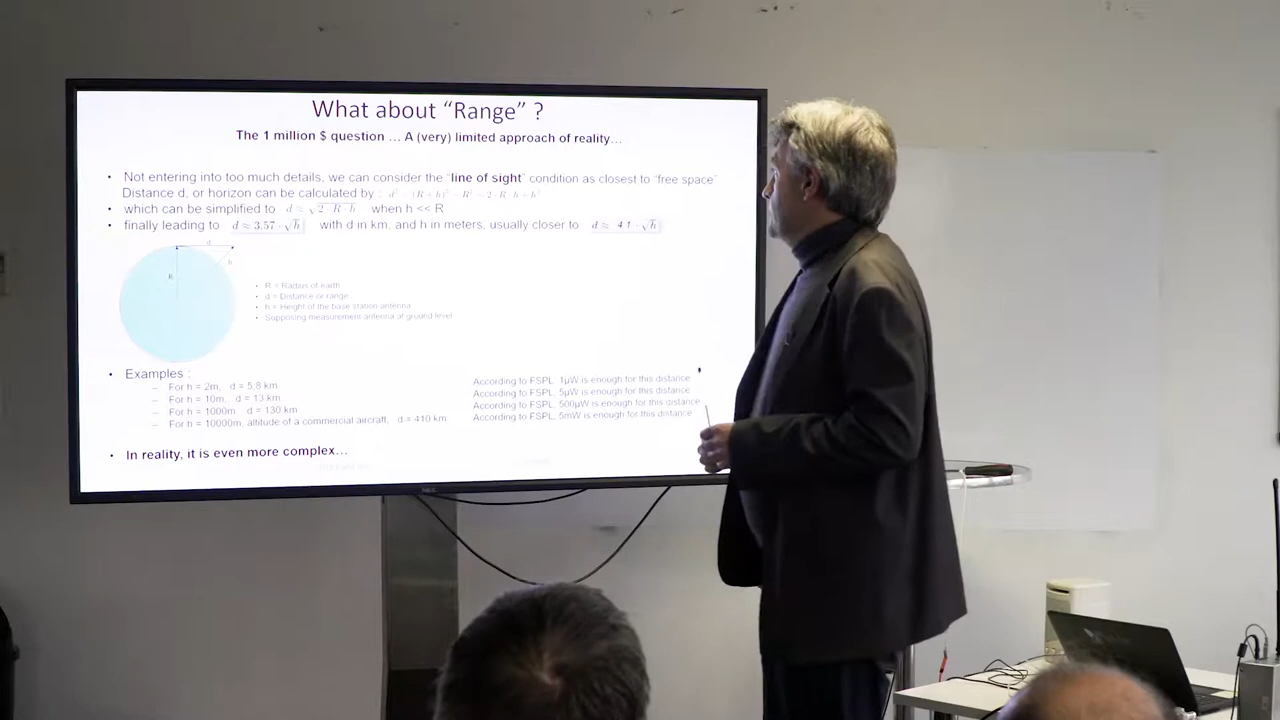 What about “Range” ?
The 1 million $ question … A (very) limited approach of reality…
• Not entering into too much details, we can consider the “line of sight” condition as closest to “free space”
Distance d, or horizon can be calculated by : d² = (R + h)² − R² = 2 · R · h + h²
• which can be simplified to d ≈ √2 · R · h when h << R
• finally leading to d ≈ 3.57 · √h with d in km, and h in meters, usually closer to d ≈ 4.1 · √h
d
h
R
• R = Radius of earth
• d = Distance or range
• h = Height of the base station antenna
• Supposing measurement antenna at ground level
• Examples :
– For h = 2m, d = 5,8 km According to FSPL, 1µW is enough for this distance
– For h = 10m, d = 13 km According to FSPL, 5µW is enough for this distance
– For h = 1000m d = 130 km According to FSPL, 500µW is enough for this distance
– For h = 10000m, altitude of a commercial aircraft, d = 410 km According to FSPL, 5mW is enough for this distance
• In reality, it is even more complex…
NEC